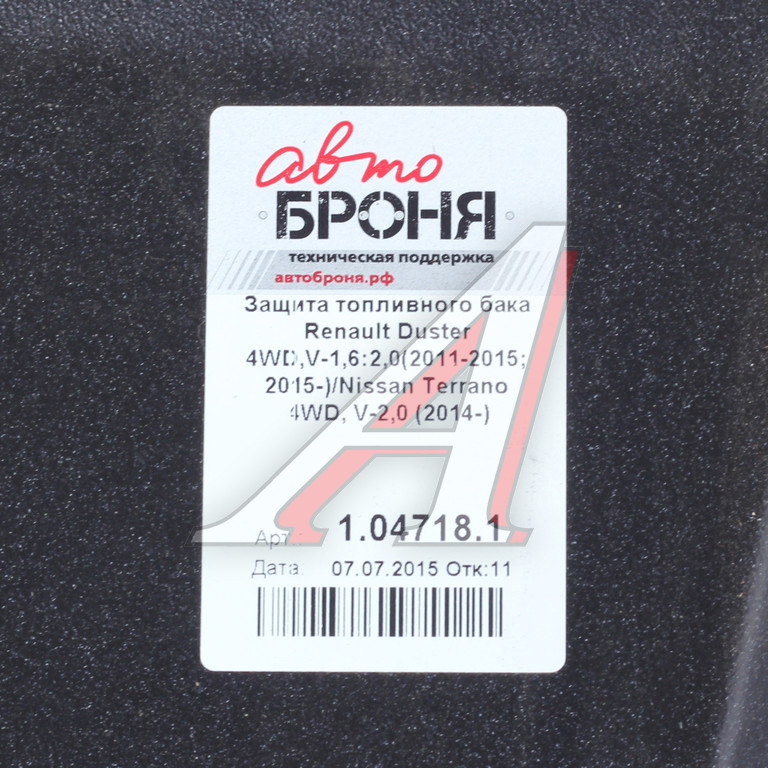 авто
БРОНЯ
техническая поддержка
автоброня.рф
Защита топливного бака
Renault Duster
4WD,V-1,6:2,0(2011-2015;
2015-)/Nissan Terrano
4WD, V-2,0 (2014-)
Арт.: 1.04718.1
Дата: 07.07.2015 Отк:11